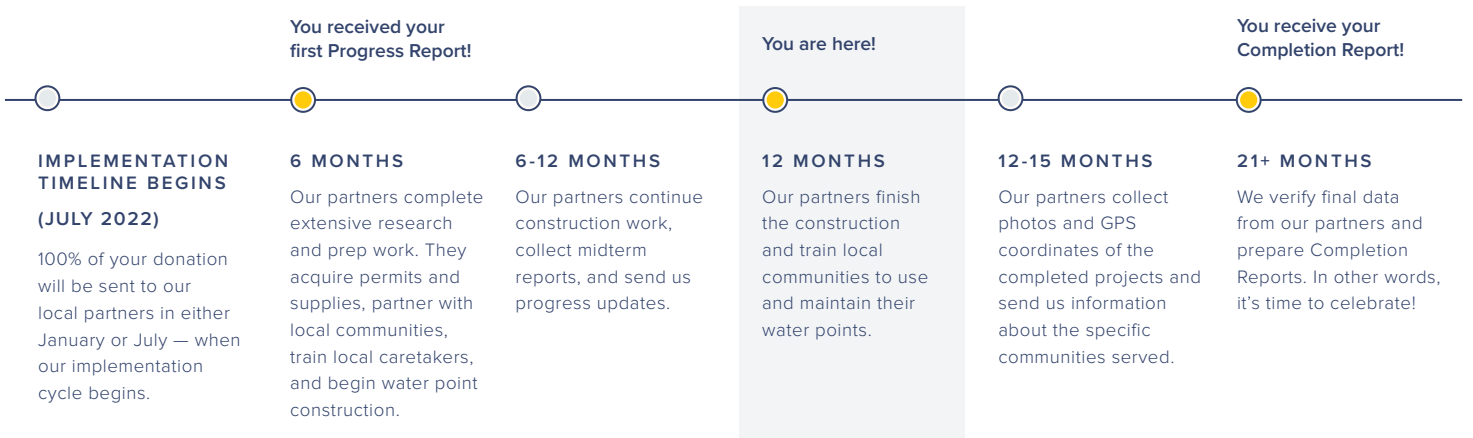 You received your
first Progress Report!
You are here!
You receive your
Completion Report!
IMPLEMENTATION
TIMELINE BEGINS
(JULY 2022)
100% of your donation
will be sent to our
local partners in either
January or July — when
our implementation
cycle begins.
6 MONTHS
Our partners complete
extensive research
and prep work. They
acquire permits and
supplies, partner with
local communities,
train local caretakers,
and begin water point
construction.
6-12 MONTHS
Our partners continue
construction work,
collect midterm
reports, and send us
progress updates.
12 MONTHS
Our partners finish
the construction
and train local
communities to use
and maintain their
water points.
12-15 MONTHS
Our partners collect
photos and GPS
coordinates of the
completed projects and
send us information
about the specific
communities served.
21+ MONTHS
We verify final data
from our partners and
prepare Completion
Reports. In other words,
it’s time to celebrate!